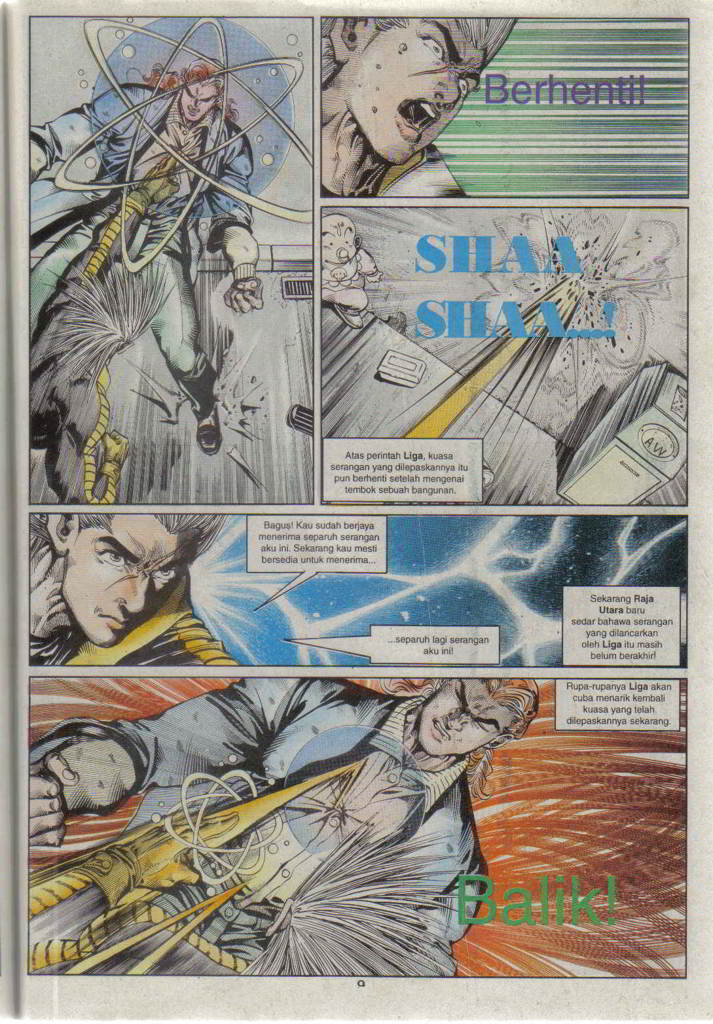 Berhenti!
SHAA
SHAA...!
Atas perintah Liga, kuasa
serangan yang dilepaskannya itu
pun berhenti setelah mengenai
tembok sebuah bangunan.
AW
Bagus! Kau sudah berjaya
menerima separuh serangan
aku ini. Sekarang kau mesti
bersedia untuk menerima...
...separuh lagi serangan
aku ini!
Sekarang Raja
Utara baru
sedar bahawa serangan
yang dilancarkan
oleh Liga itu masih
belum berakhir!
Rupa-rupanya Liga akan
cuba menarik kembali
kuasa yang telah
dilepaskannya sekarang.
Balik!
9